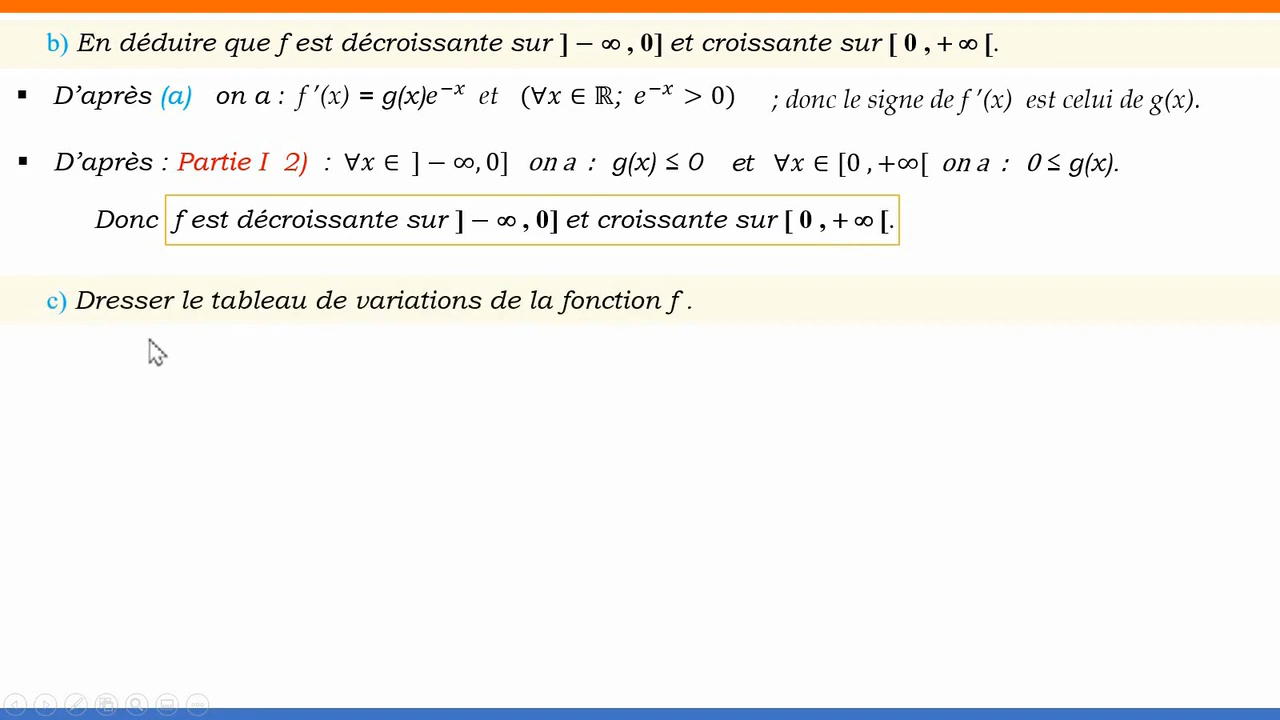 b) En déduire que f est décroissante sur ] − ∞ , 0] et croissante sur [ 0 , + ∞ [.
▪ D’après (a) on a : f ’(x) = g(x)e⁻ˣ et (∀x ∈ ℝ; e⁻ˣ > 0) ; donc le signe de f ’(x) est celui de g(x).
▪ D’après : Partie I 2) : ∀x ∈ ] − ∞, 0] on a : g(x) ≤ 0 et ∀x ∈ [0 , +∞[ on a : 0 ≤ g(x).
Donc f est décroissante sur ] − ∞ , 0] et croissante sur [ 0 , + ∞ [.
c) Dresser le tableau de variations de la fonction f .